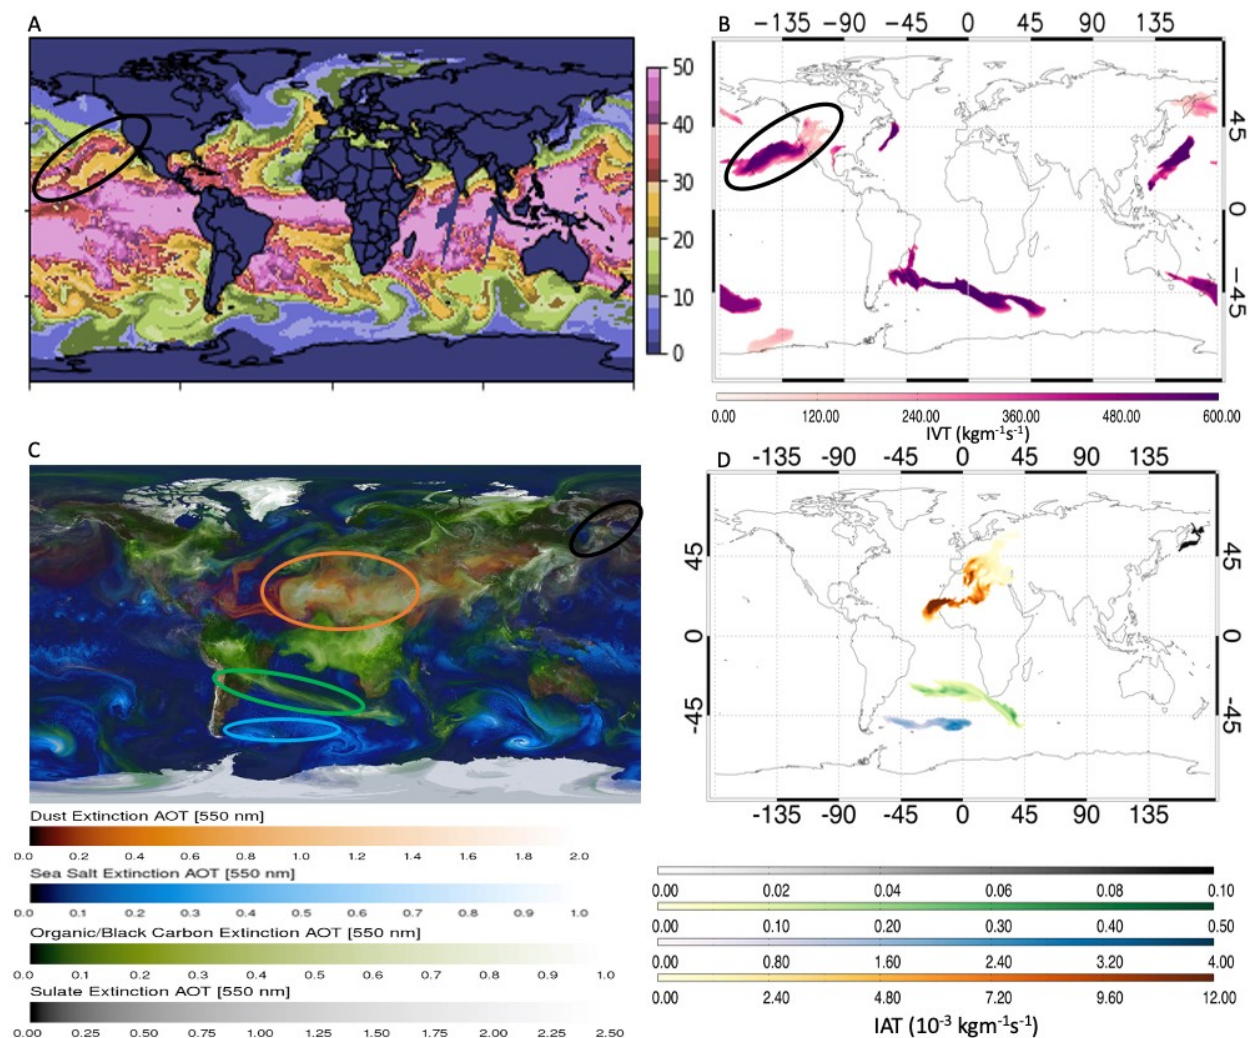 A
50
40
30
20
10
0
B
−135 −90 −45 0 45 90 135
45
0
−45
0.00 120.00 240.00 360.00 480.00 600.00
IVT (kgm⁻¹s⁻¹)
C
Dust Extinction AOT [550 nm]
0.0 0.2 0.4 0.6 0.8 1.0 1.2 1.4 1.6 1.8 2.0
Sea Salt Extinction AOT [550 nm]
0.0 0.1 0.2 0.3 0.4 0.5 0.6 0.7 0.8 0.9 1.0
Organic/Black Carbon Extinction AOT [550 nm]
0.0 0.1 0.2 0.3 0.4 0.5 0.6 0.7 0.8 0.9 1.0
Sulate Extinction AOT [550 nm]
0.00 0.25 0.50 0.75 1.00 1.25 1.50 1.75 2.00 2.25 2.50
D
-135 -90 -45 0 45 90 135
45 45
0 0
-45 -45
-135 -90 -45 0 45 90 135
0.00 0.02 0.04 0.06 0.08 0.10
0.00 0.10 0.20 0.30 0.40 0.50
0.00 0.80 1.60 2.40 3.20 4.00
0.00 2.40 4.80 7.20 9.60 12.00
IAT (10⁻³ kgm⁻¹s⁻¹)